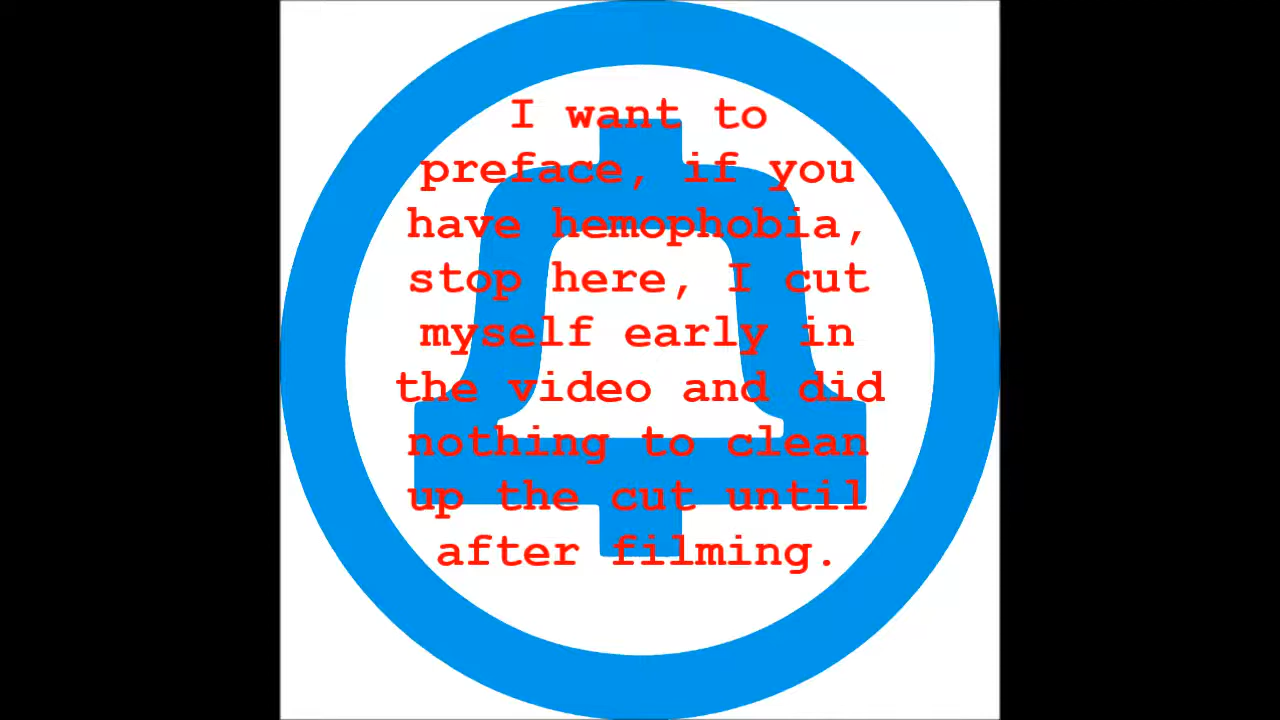 I want to
preface, if you
have hemophobia,
stop here, I cut
myself early in
the video and did
nothing to clean
up the cut until
after filming.